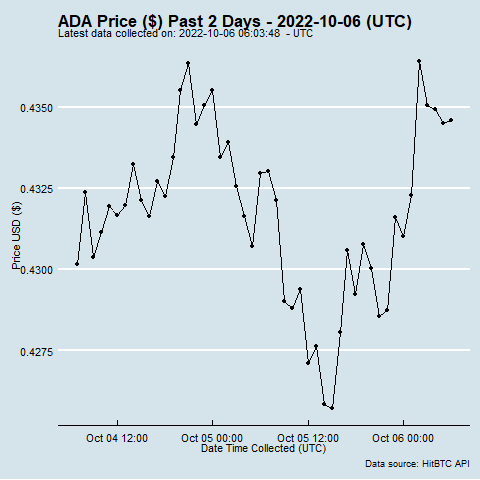 ADA Price ($) Past 2 Days - 2022-10-06 (UTC)
Latest data collected on: 2022-10-06 06:03:48 - UTC
Price USD ($)
0.4350
0.4325
0.4300
0.4275
Oct 04 12:00 Oct 05 00:00 Oct 05 12:00 Oct 06 00:00
Date Time Collected (UTC)
Data source: HitBTC API